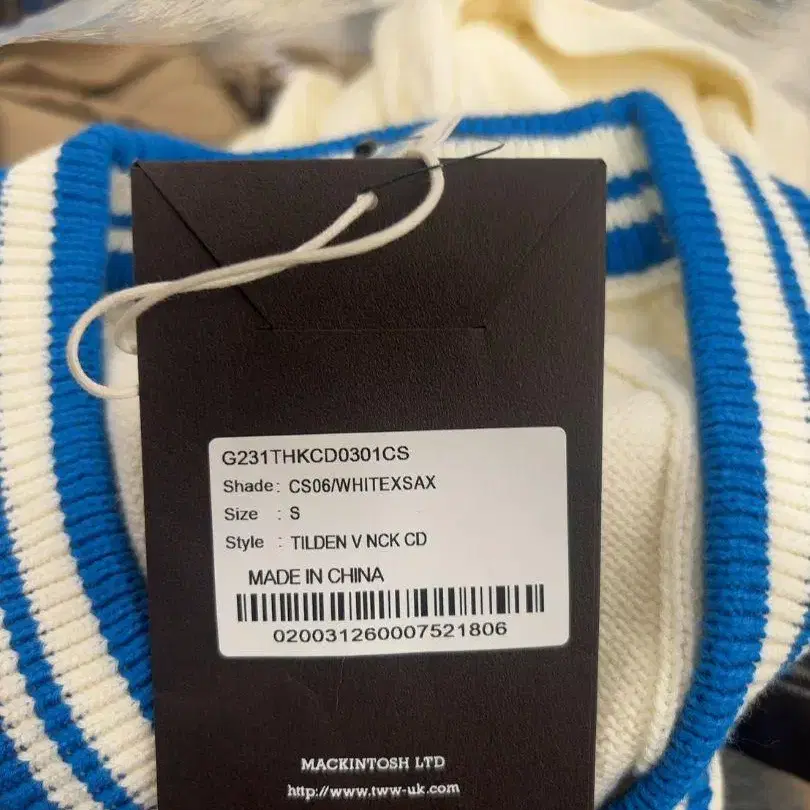 G231THKCD0301CS
Shade: CS06/WHITEXSAX
Size : S
Style : TILDEN V NCK CD
MADE IN CHINA
020031260007521806
MACKINTOSH LTD
http://www.tww-uk.com